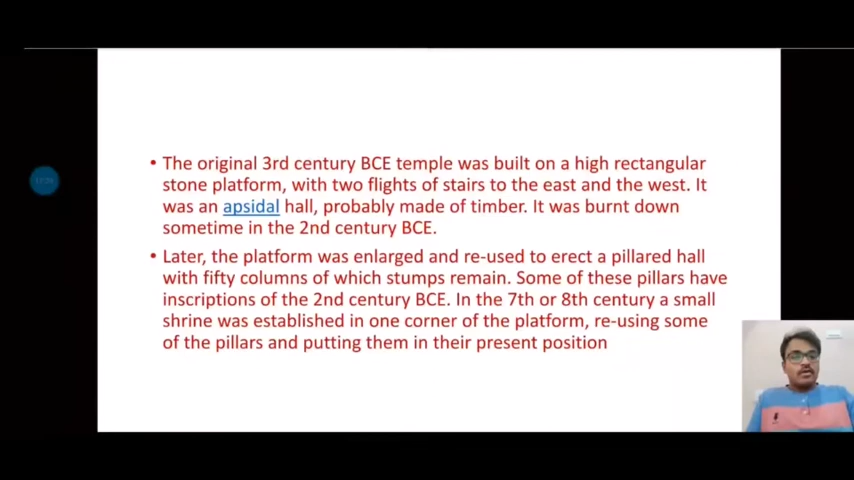 • The original 3rd century BCE temple was built on a high rectangular
stone platform, with two flights of stairs to the east and the west. It
was an apsidal hall, probably made of timber. It was burnt down
sometime in the 2nd century BCE.
• Later, the platform was enlarged and re-used to erect a pillared hall
with fifty columns of which stumps remain. Some of these pillars have
inscriptions of the 2nd century BCE. In the 7th or 8th century a small
shrine was established in one corner of the platform, re-using some
of the pillars and putting them in their present position